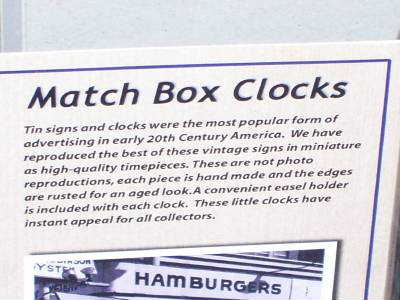 Match Box Clocks
Tin signs and clocks were the most popular form of
advertising in early 20th Century America. We have
reproduced the best of these vintage signs in miniature
as high-quality timepieces. These are not photo
reproductions, each piece is hand made and the edges
are rusted for an aged look.A convenient easel holder
is included with each clock. These little clocks have
instant appeal for all collectors.
HAMBURGERS